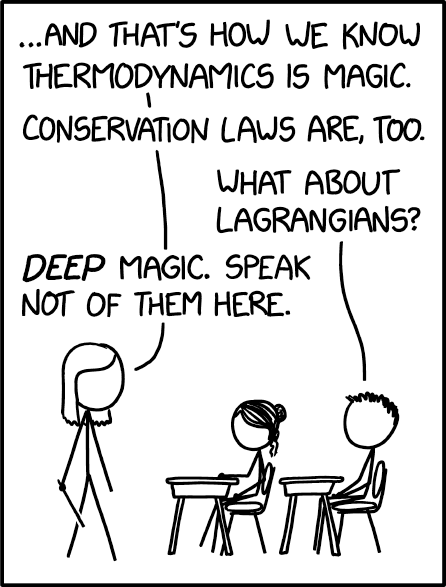 ...AND THAT'S HOW WE KNOW
THERMODYNAMICS IS MAGIC.
CONSERVATION LAWS ARE, TOO.
WHAT ABOUT
LAGRANGIANS?
DEEP MAGIC. SPEAK
NOT OF THEM HERE.